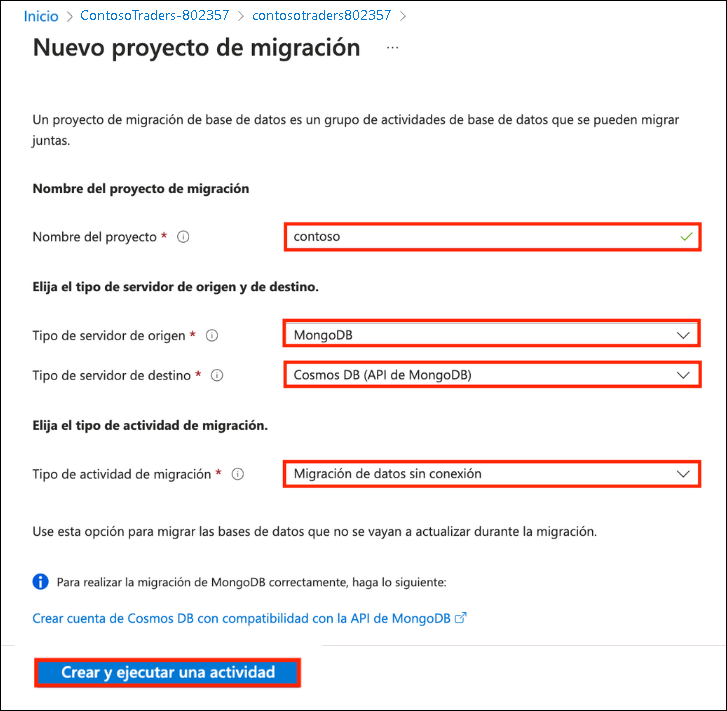 Inicio > ContosoTraders-802357 > contosotraders802357 >
Nuevo proyecto de migración ...
Un proyecto de migración de base de datos es un grupo de actividades de base de datos que se pueden migrar
juntas.
Nombre del proyecto de migración
Nombre del proyecto * contoso
Elija el tipo de servidor de origen y de destino.
Tipo de servidor de origen * MongoDB
Tipo de servidor de destino * Cosmos DB (API de MongoDB)
Elija el tipo de actividad de migración.
Tipo de actividad de migración * Migración de datos sin conexión
Use esta opción para migrar las bases de datos que no se vayan a actualizar durante la migración.
Para realizar la migración de MongoDB correctamente, haga lo siguiente:
Crear cuenta de Cosmos DB con compatibilidad con la API de MongoDB
Crear y ejecutar una actividad